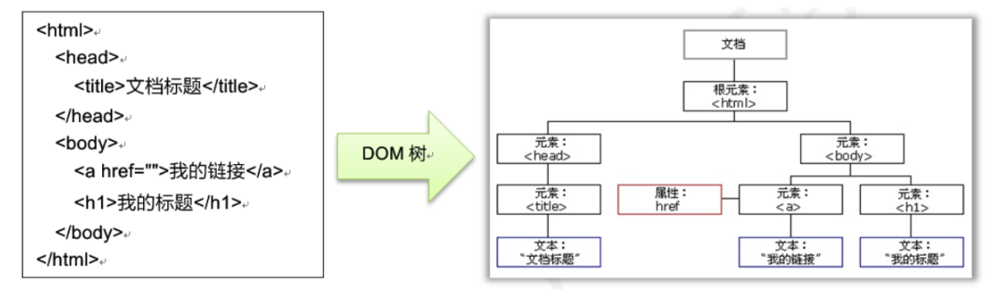 <html>
<head>
<title>文档标题</title>
</head>
<body>
<a href="">我的链接</a>
<h1>我的标题</h1>
</body>
</html>
DOM 树
文档
根元素：
<html>
元素：
<head>
元素：
<body>
元素：
<title>
属性：
href
元素：
<a>
元素：
<h1>
文本：
“文档标题”
文本：
“我的链接”
文本：
“我的标题”